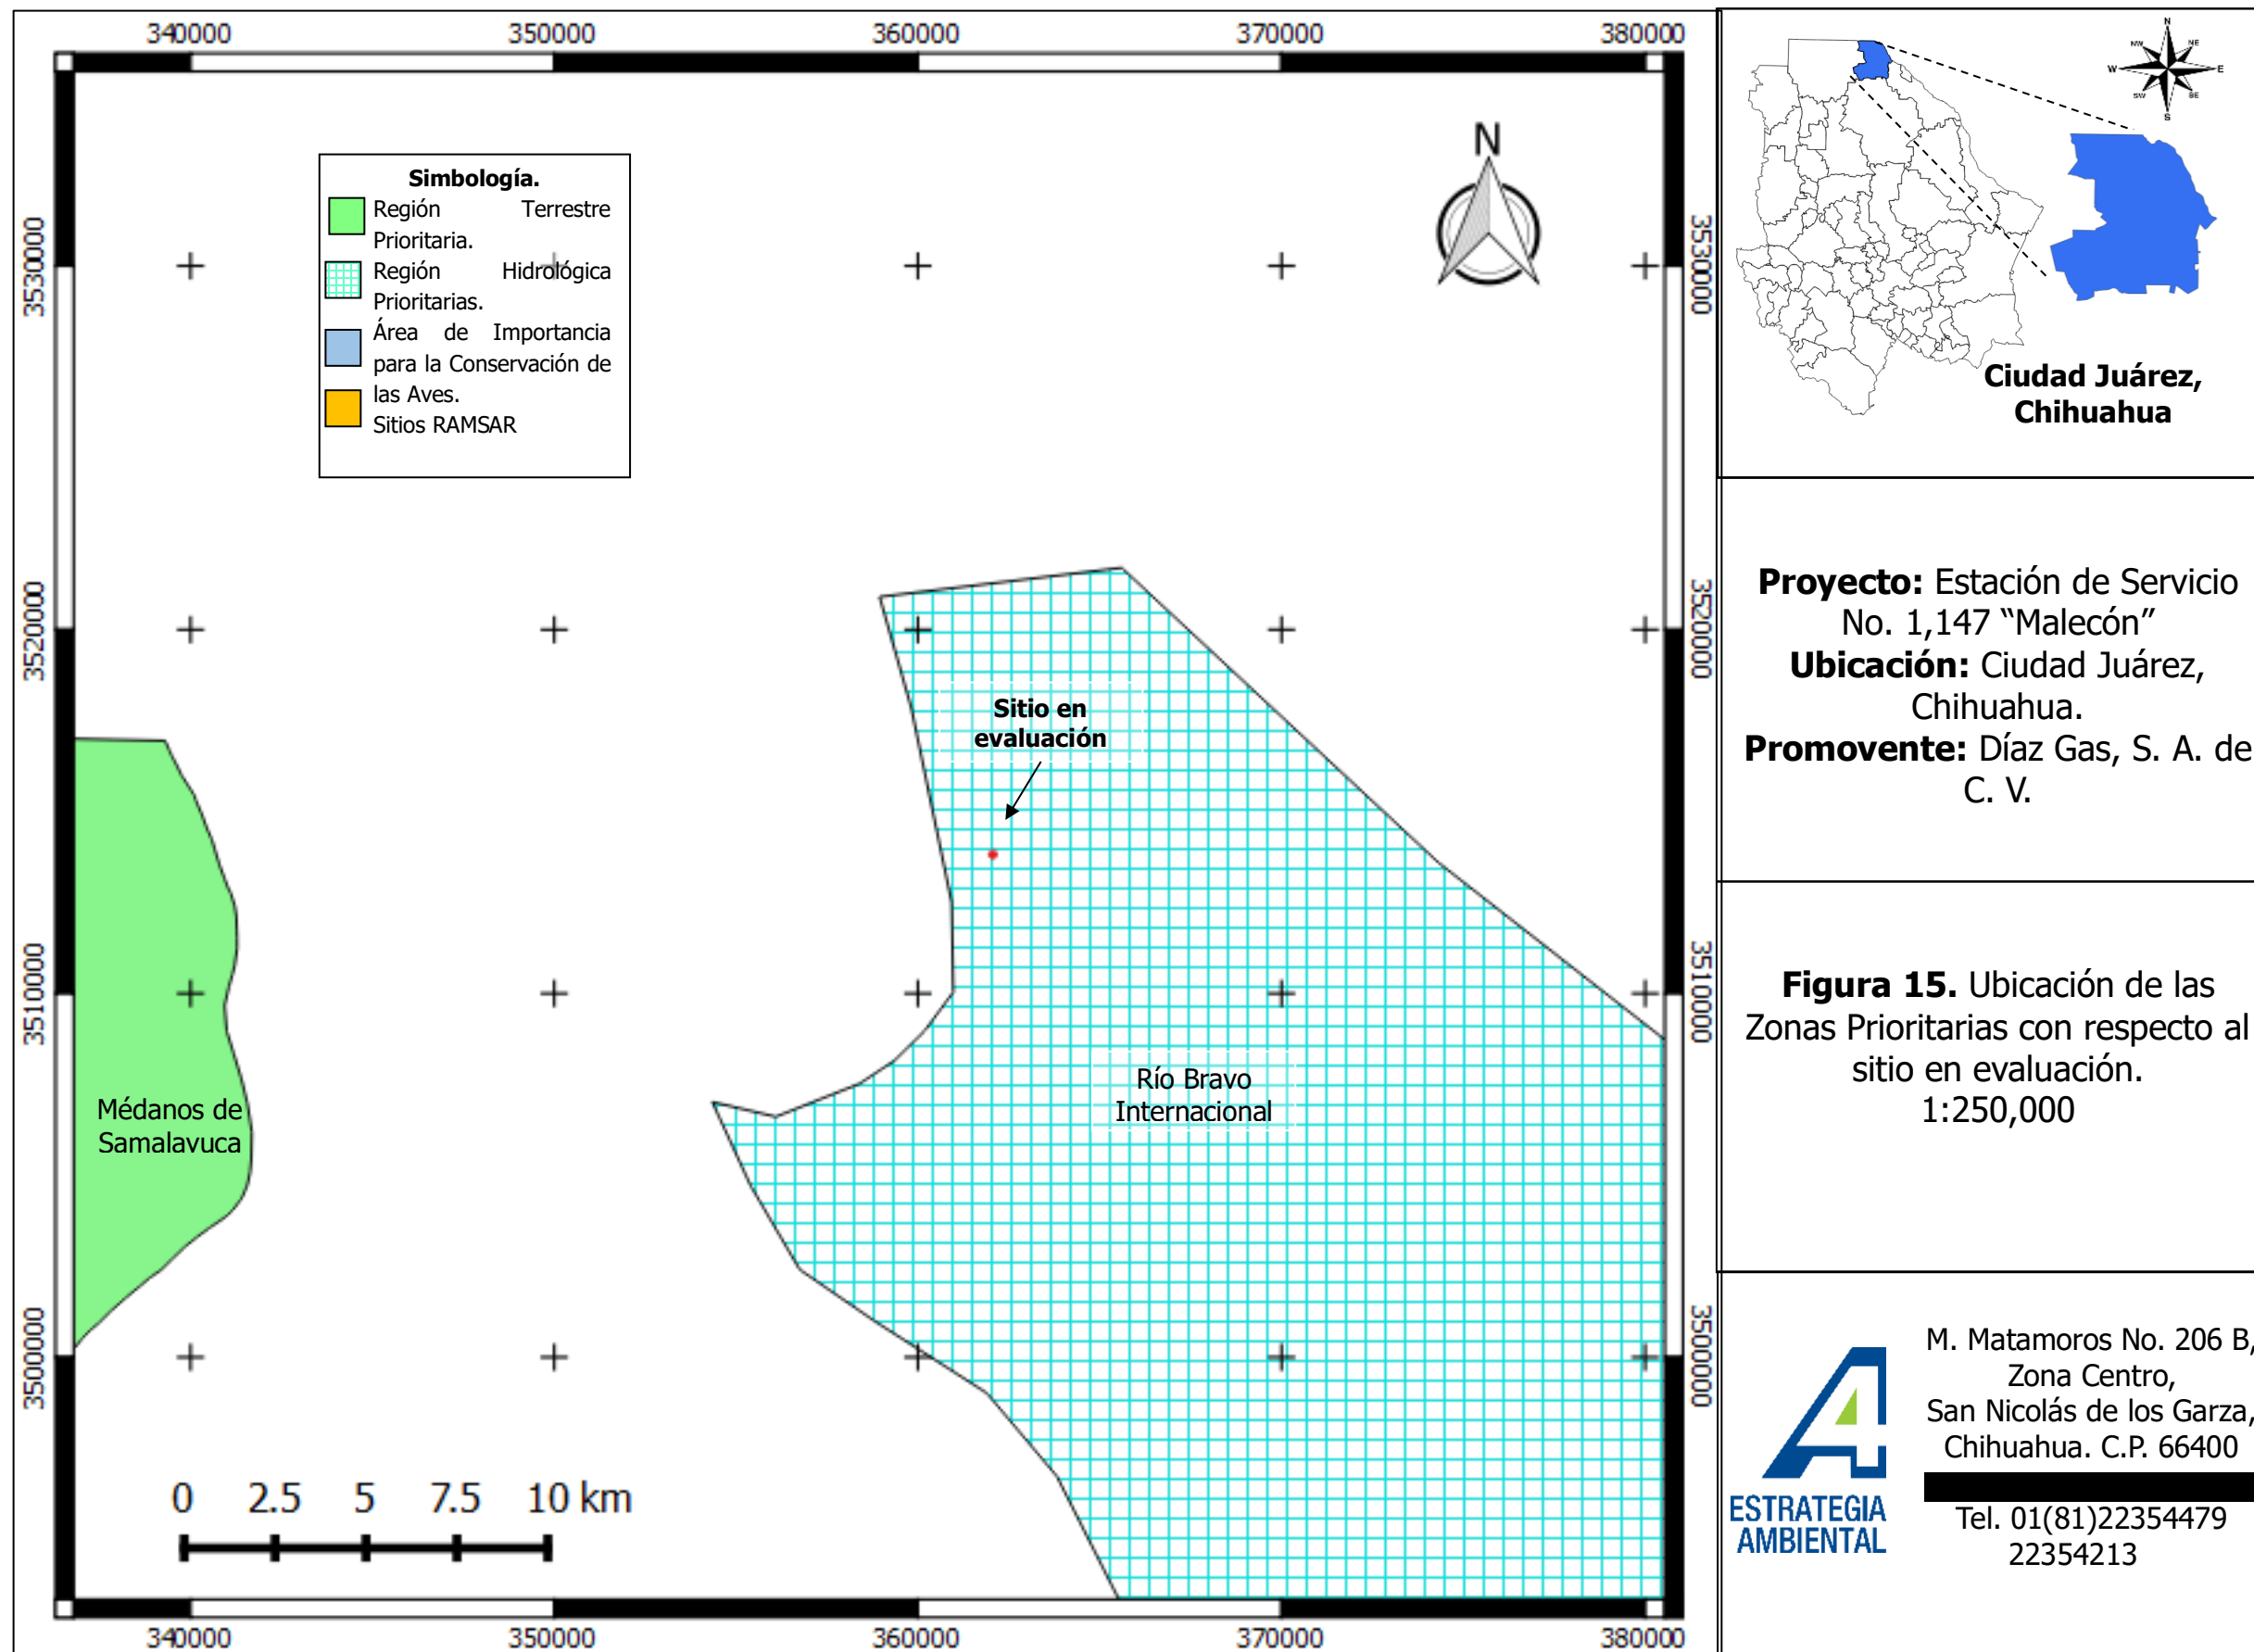 340000 350000 360000 370000 380000
3530000 3520000 3510000 3500000
Simbología.
Región Terrestre
Prioritaria.
Región Hidrológica
Prioritarias.
Área de Importancia
para la Conservación de
las Aves.
Sitios RAMSAR
N
Sitio en
evaluación
Médanos de
Samalavuca
Río Bravo
Internacional
0 2.5 5 7.5 10 km
3530000 3520000 3510000 3500000
340000 350000 360000 370000 380000
N
NW NE
W E
SW SE
S
Ciudad Juárez,
Chihuahua
Proyecto: Estación de Servicio
No. 1,147 “Malecón”
Ubicación: Ciudad Juárez,
Chihuahua.
Promovente: Díaz Gas, S. A. de
C. V.
Figura 15. Ubicación de las
Zonas Prioritarias con respecto al
sitio en evaluación.
1:250,000
ESTRATEGIA
AMBIENTAL
M. Matamoros No. 206 B,
Zona Centro,
San Nicolás de los Garza,
Chihuahua. C.P. 66400
Tel. 01(81)22354479
22354213